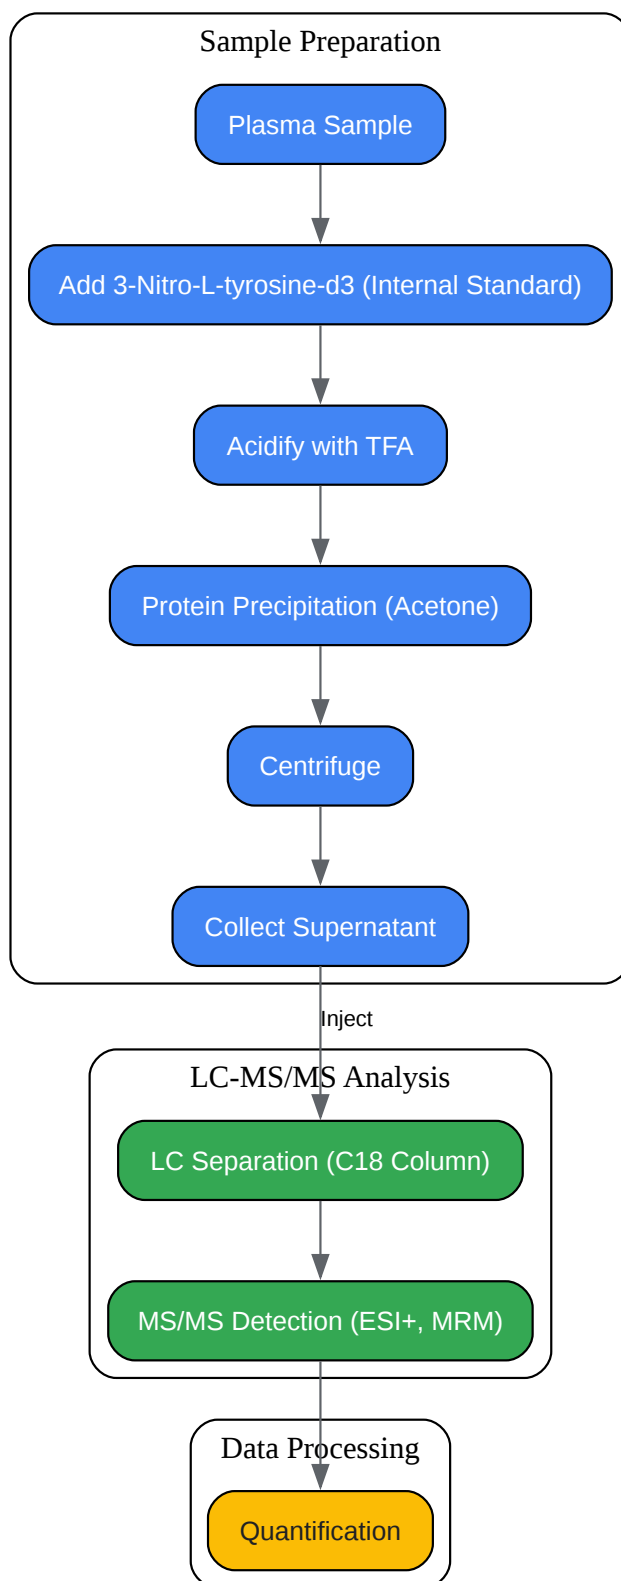 Sample Preparation
Plasma Sample
Add 3-Nitro-L-tyrosine-d3 (Internal Standard)
Acidify with TFA
Protein Precipitation (Acetone)
Centrifuge
Collect Supernatant
Inject
LC-MS/MS Analysis
LC Separation (C18 Column)
MS/MS Detection (ESI+, MRM)
Data Processing
Quantification